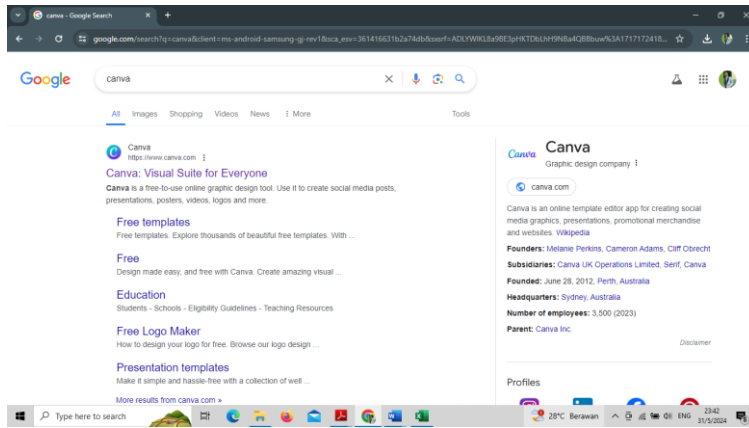 canva - Google Search
google.com/search?q=canva&client=ms-android-samsung-gj-rev1&sca_esv=361416631b2a74db&sxsrf=
Google
canva
All Images Shopping Videos News More Tools
Canva
https://www.canva.com
Canva: Visual Suite for Everyone
Canva is a free-to-use online graphic design tool. Use it to create social media posts,
presentations, posters, videos, logos and more.
Free templates
Free templates. Explore thousands of beautiful free templates. With ...
Free
Design made easy, and free with Canva. Create amazing visual ...
Education
Students - Schools - Eligibility Guidelines - Teaching Resources
Free Logo Maker
How to design your logo for free. Browse our logo design ...
Presentation templates
Make it simple and hassle-free with a collection of well ...
More results from canva.com »
Canva
Canva
Graphic design company
canva.com
Canva is an online template editor app for creating social
media graphics, presentations, promotional merchandise
and websites. Wikipedia
Founders: Melanie Perkins, Cameron Adams, Cliff Obrecht
Subsidiaries: Canva UK Operations Limited, Serif, Canva
Founded: June 28, 2012, Perth, Australia
Headquarters: Sydney, Australia
Number of employees: 3,500 (2023)
Parent: Canva Inc.
Disclaimer
Profiles
Type here to search
28°C Berawan
ENG
23:42
31/5/2024